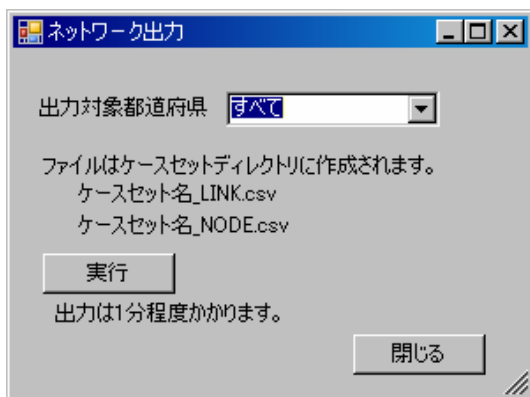 ネットワーク出力
出力対象都道府県 すべて
ファイルはケースセットディレクトリに作成されます。
ケースセット名_LINK.csv
ケースセット名_NODE.csv
実行
出力は1分程度かかります。
閉じる